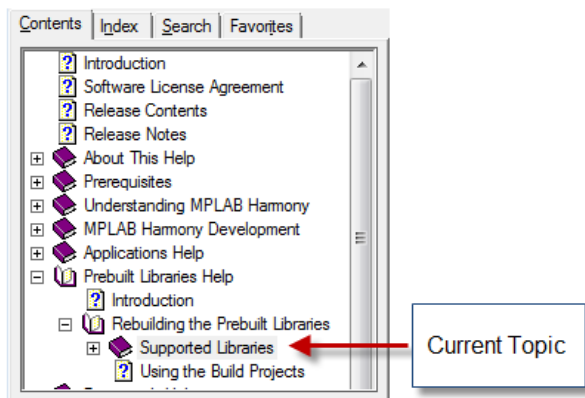 Contents Index Search Favorites
Introduction
Software License Agreement
Release Contents
Release Notes
About This Help
Prerequisites
Understanding MPLAB Harmony
MPLAB Harmony Development
Applications Help
Prebuilt Libraries Help
Introduction
Rebuilding the Prebuilt Libraries
Supported Libraries
Current Topic
Using the Build Projects